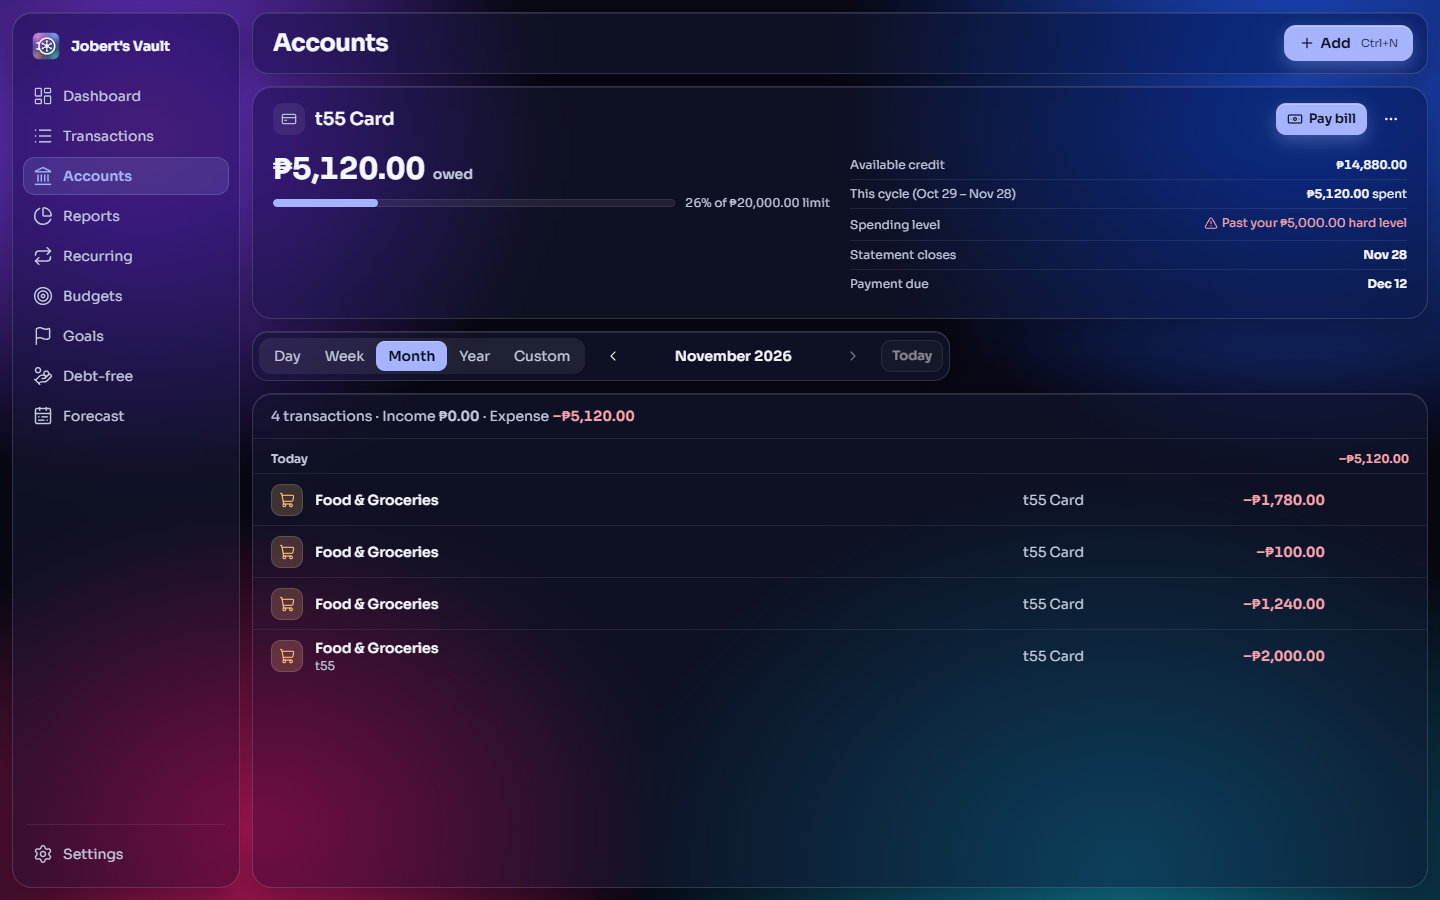 Jobert's Vault
Dashboard
Transactions
Accounts
Reports
Recurring
Budgets
Goals
Debt-free
Forecast
Settings
Accounts
Add Ctrl+N
t55 Card
Pay bill
₱5,120.00 owed
26% of ₱20,000.00 limit
Available credit ₱14,880.00
This cycle (Oct 29 – Nov 28) ₱5,120.00 spent
Spending level Past your ₱5,000.00 hard level
Statement closes Nov 28
Payment due Dec 12
Day Week Month Year Custom November 2026 Today
4 transactions · Income ₱0.00 · Expense −₱5,120.00
Today −₱5,120.00
Food & Groceries t55 Card −₱1,780.00
Food & Groceries t55 Card −₱100.00
Food & Groceries t55 Card −₱1,240.00
Food & Groceries t55 Card −₱2,000.00
t55